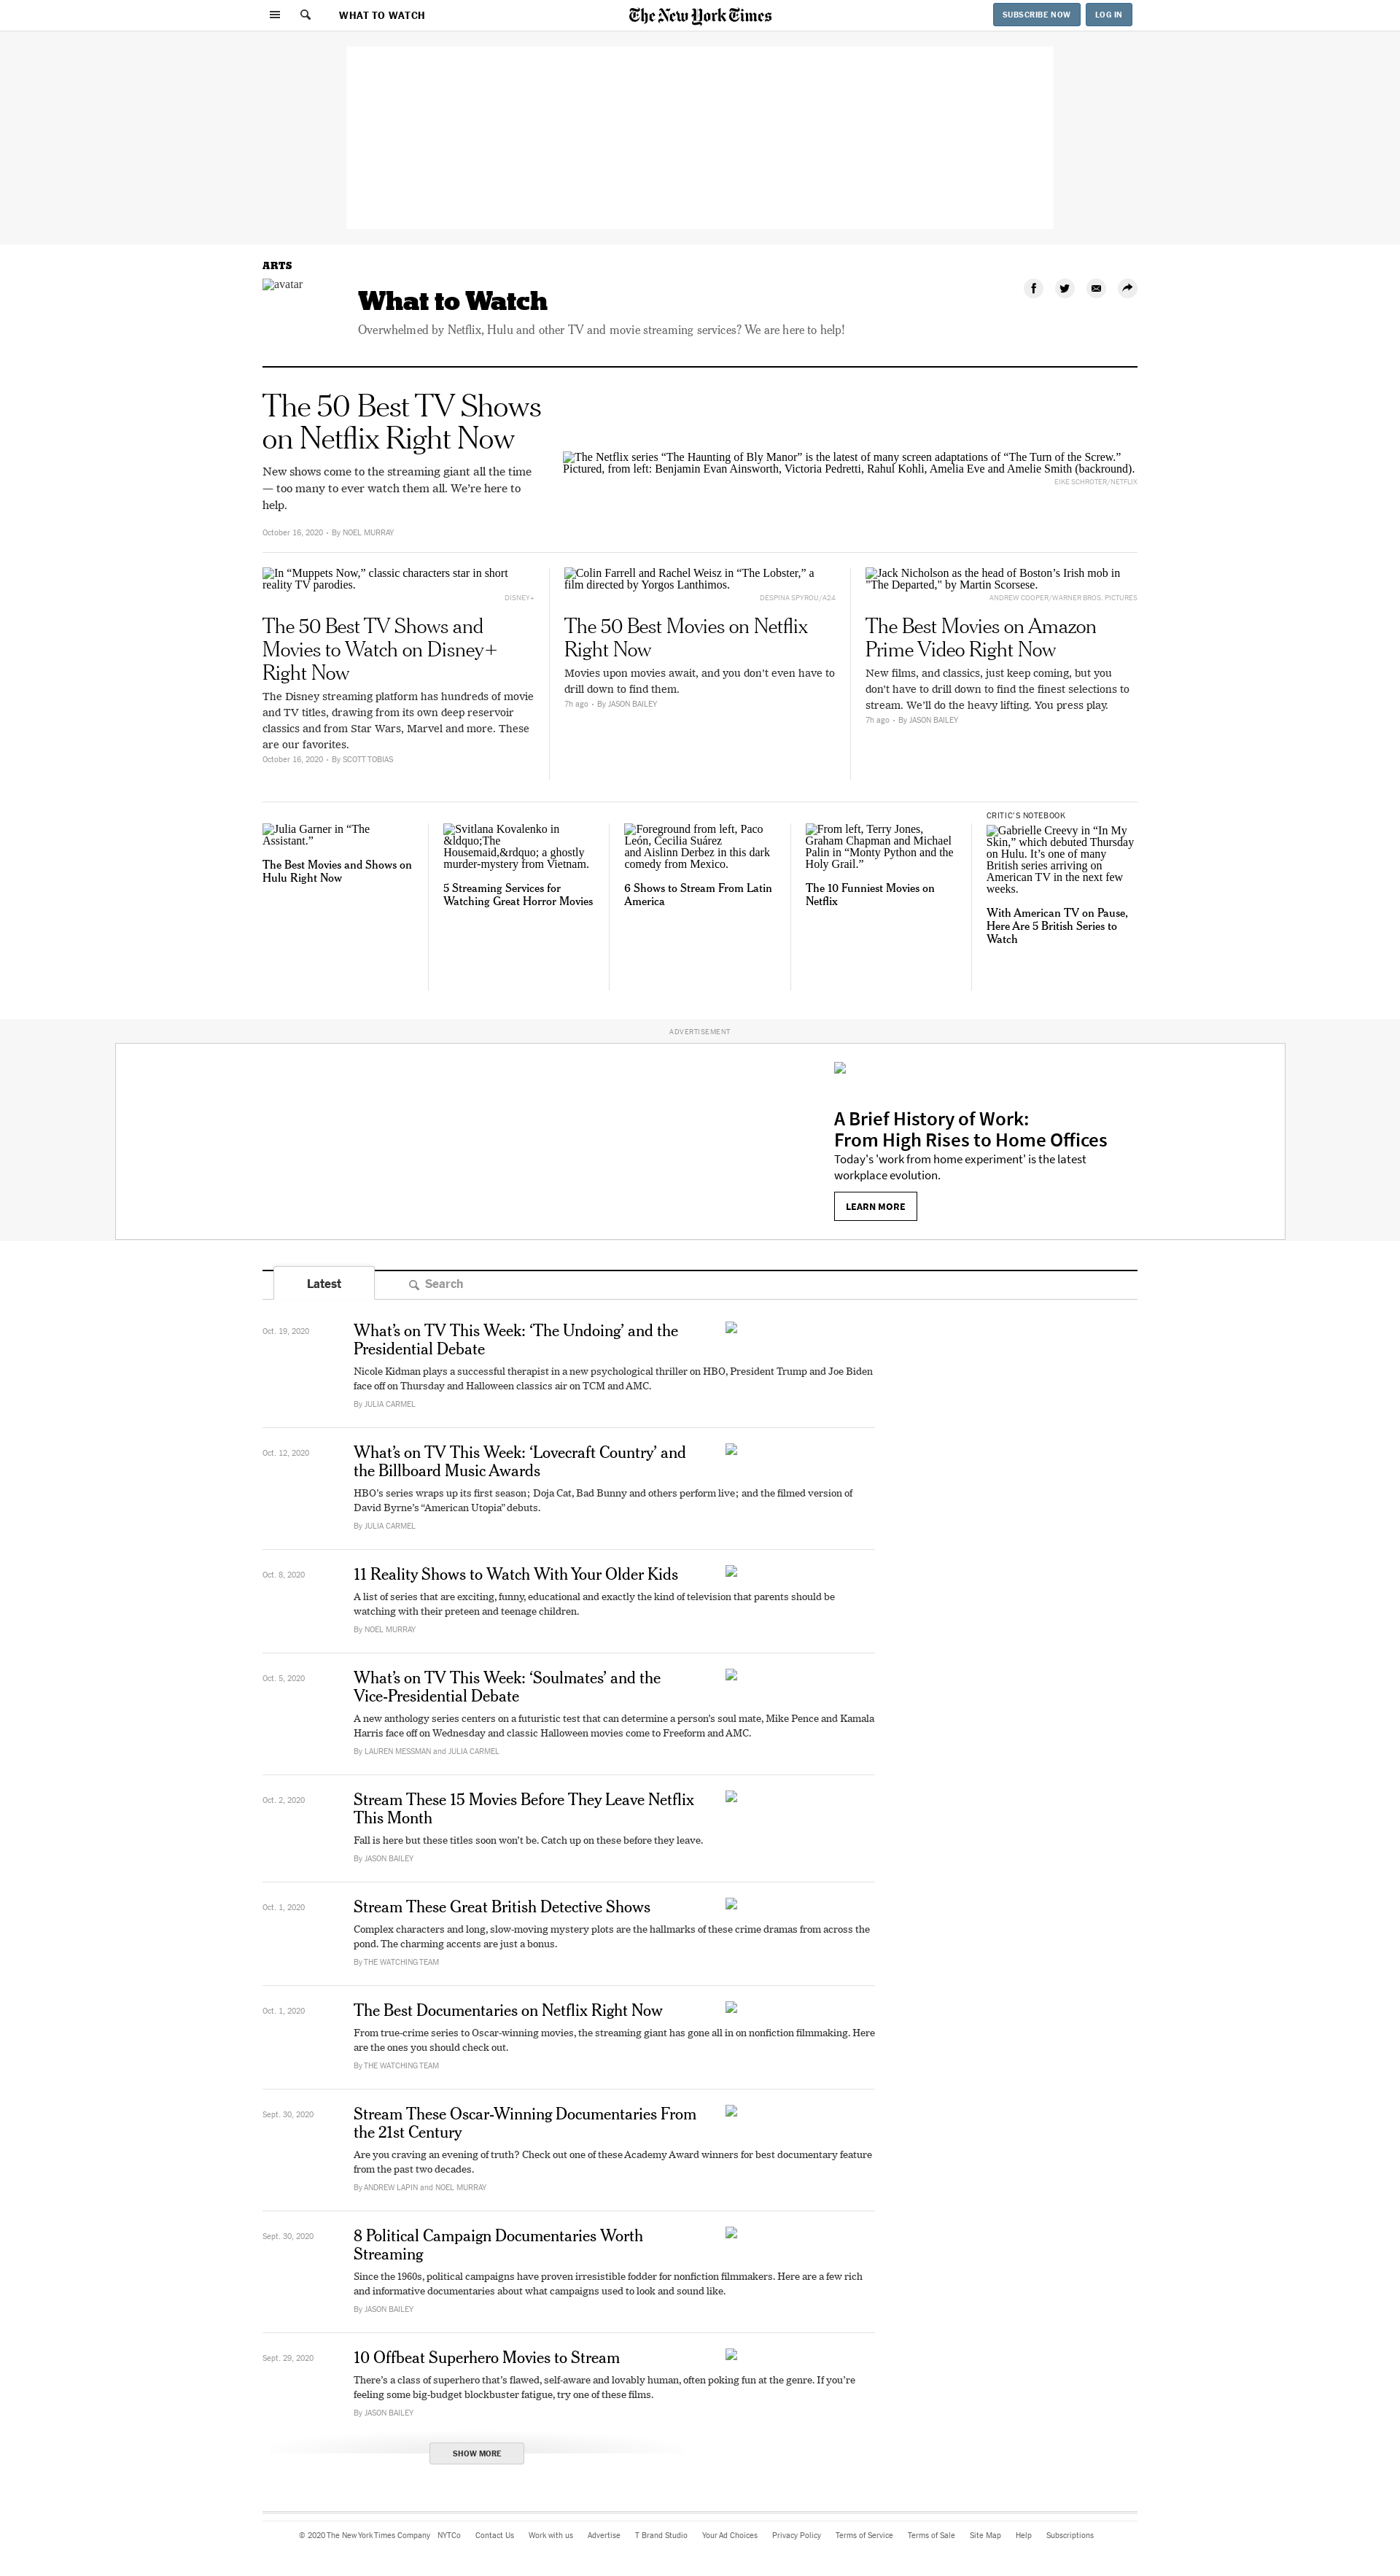 WHAT TO WATCH
The New York Times
SUBSCRIBE NOW
LOG IN
ARTS
avatar
What to Watch
Overwhelmed by Netflix, Hulu and other TV and movie streaming services? We are here to help!
The 50 Best TV Shows
on Netflix Right Now
New shows come to the streaming giant all the time
— too many to ever watch them all. We’re here to
help.
October 16, 2020 • By NOEL MURRAY
The Netflix series “The Haunting of Bly Manor” is the latest of many screen adaptations of “The Turn of the Screw.”
Pictured, from left: Benjamin Evan Ainsworth, Victoria Pedretti, Rahul Kohli, Amelia Eve and Amelie Smith (backround).
EIKE SCHROTER/NETFLIX
In “Muppets Now,” classic characters star in short
reality TV parodies.
DISNEY+
The 50 Best TV Shows and
Movies to Watch on Disney+
Right Now
The Disney streaming platform has hundreds of movie
and TV titles, drawing from its own deep reservoir
classics and from Star Wars, Marvel and more. These
are our favorites.
October 16, 2020 • By SCOTT TOBIAS
Colin Farrell and Rachel Weisz in “The Lobster,” a
film directed by Yorgos Lanthimos.
DESPINA SPYROU/A24
The 50 Best Movies on Netflix
Right Now
Movies upon movies await, and you don’t even have to
drill down to find them.
7h ago • By JASON BAILEY
Jack Nicholson as the head of Boston’s Irish mob in
"The Departed," by Martin Scorsese.
ANDREW COOPER/WARNER BROS. PICTURES
The Best Movies on Amazon
Prime Video Right Now
New films, and classics, just keep coming, but you
don’t have to drill down to find the finest selections to
stream. We’ll do the heavy lifting. You press play.
7h ago • By JASON BAILEY
Julia Garner in “The
Assistant.”
The Best Movies and Shows on
Hulu Right Now
Svitlana Kovalenko in
&ldquo;The
Housemaid,&rdquo; a ghostly
murder-mystery from Vietnam.
5 Streaming Services for
Watching Great Horror Movies
Foreground from left, Paco
León, Cecilia Suárez
and Aislinn Derbez in this dark
comedy from Mexico.
6 Shows to Stream From Latin
America
From left, Terry Jones,
Graham Chapman and Michael
Palin in “Monty Python and the
Holy Grail.”
The 10 Funniest Movies on
Netflix
CRITIC’S NOTEBOOK
Gabrielle Creevy in “In My
Skin,” which debuted Thursday
on Hulu. It’s one of many
British series arriving on
American TV in the next few
weeks.
With American TV on Pause,
Here Are 5 British Series to
Watch
ADVERTISEMENT
A Brief History of Work:
From High Rises to Home Offices
Today's 'work from home experiment' is the latest
workplace evolution.
LEARN MORE
Latest
Search
Oct. 19, 2020
What’s on TV This Week: ‘The Undoing’ and the
Presidential Debate
Nicole Kidman plays a successful therapist in a new psychological thriller on HBO, President Trump and Joe Biden
face off on Thursday and Halloween classics air on TCM and AMC.
By JULIA CARMEL
Oct. 12, 2020
What’s on TV This Week: ‘Lovecraft Country’ and
the Billboard Music Awards
HBO’s series wraps up its first season; Doja Cat, Bad Bunny and others perform live; and the filmed version of
David Byrne’s “American Utopia” debuts.
By JULIA CARMEL
Oct. 8, 2020
11 Reality Shows to Watch With Your Older Kids
A list of series that are exciting, funny, educational and exactly the kind of television that parents should be
watching with their preteen and teenage children.
By NOEL MURRAY
Oct. 5, 2020
What’s on TV This Week: ‘Soulmates’ and the
Vice-Presidential Debate
A new anthology series centers on a futuristic test that can determine a person’s soul mate, Mike Pence and Kamala
Harris face off on Wednesday and classic Halloween movies come to Freeform and AMC.
By LAUREN MESSMAN and JULIA CARMEL
Oct. 2, 2020
Stream These 15 Movies Before They Leave Netflix
This Month
Fall is here but these titles soon won’t be. Catch up on these before they leave.
By JASON BAILEY
Oct. 1, 2020
Stream These Great British Detective Shows
Complex characters and long, slow-moving mystery plots are the hallmarks of these crime dramas from across the
pond. The charming accents are just a bonus.
By THE WATCHING TEAM
Oct. 1, 2020
The Best Documentaries on Netflix Right Now
From true-crime series to Oscar-winning movies, the streaming giant has gone all in on nonfiction filmmaking. Here
are the ones you should check out.
By THE WATCHING TEAM
Sept. 30, 2020
Stream These Oscar-Winning Documentaries From
the 21st Century
Are you craving an evening of truth? Check out one of these Academy Award winners for best documentary feature
from the past two decades.
By ANDREW LAPIN and NOEL MURRAY
Sept. 30, 2020
8 Political Campaign Documentaries Worth
Streaming
Since the 1960s, political campaigns have proven irresistible fodder for nonfiction filmmakers. Here are a few rich
and informative documentaries about what campaigns used to look and sound like.
By JASON BAILEY
Sept. 29, 2020
10 Offbeat Superhero Movies to Stream
There’s a class of superhero that’s flawed, self-aware and lovably human, often poking fun at the genre. If you’re
feeling some big-budget blockbuster fatigue, try one of these films.
By JASON BAILEY
SHOW MORE
© 2020 The New York Times Company NYTCo Contact Us Work with us Advertise T Brand Studio Your Ad Choices Privacy Policy Terms of Service Terms of Sale Site Map Help Subscriptions